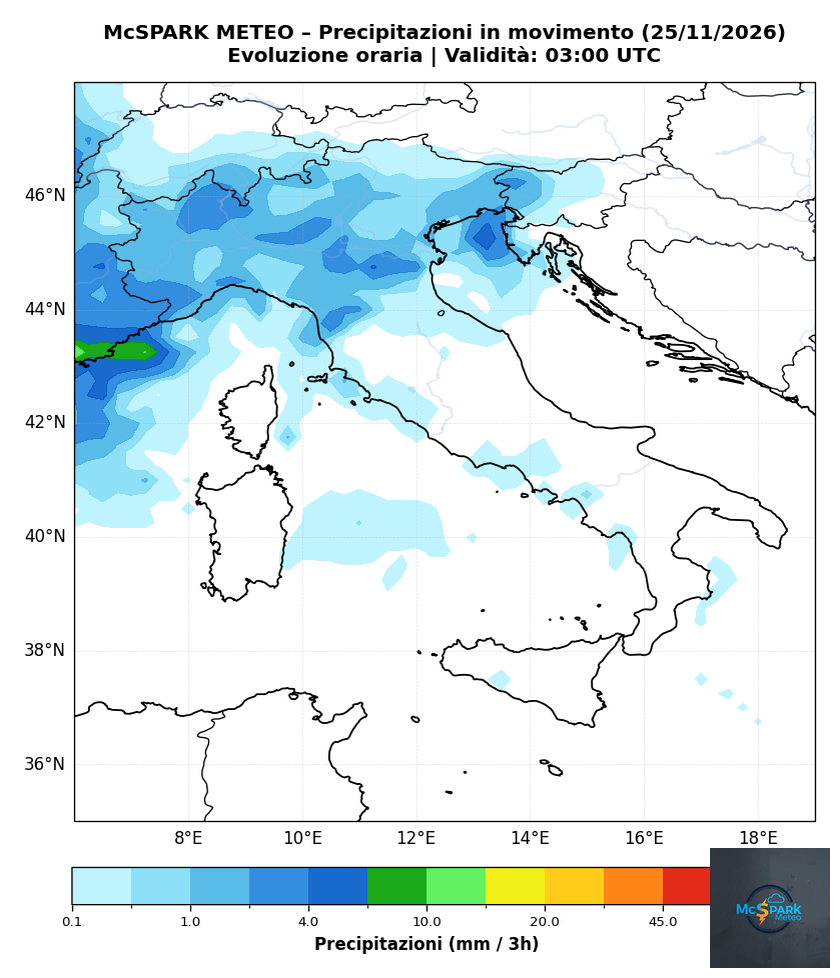 McSPARK METEO – Precipitazioni in movimento (25/11/2026)
Evoluzione oraria | Validità: 03:00 UTC
46°N
44°N
42°N
40°N
38°N
36°N
8°E 10°E 12°E 14°E 16°E 18°E
0.1 1.0 4.0 10.0 20.0 45.0
Precipitazioni (mm / 3h)
McSPARK
Meteo